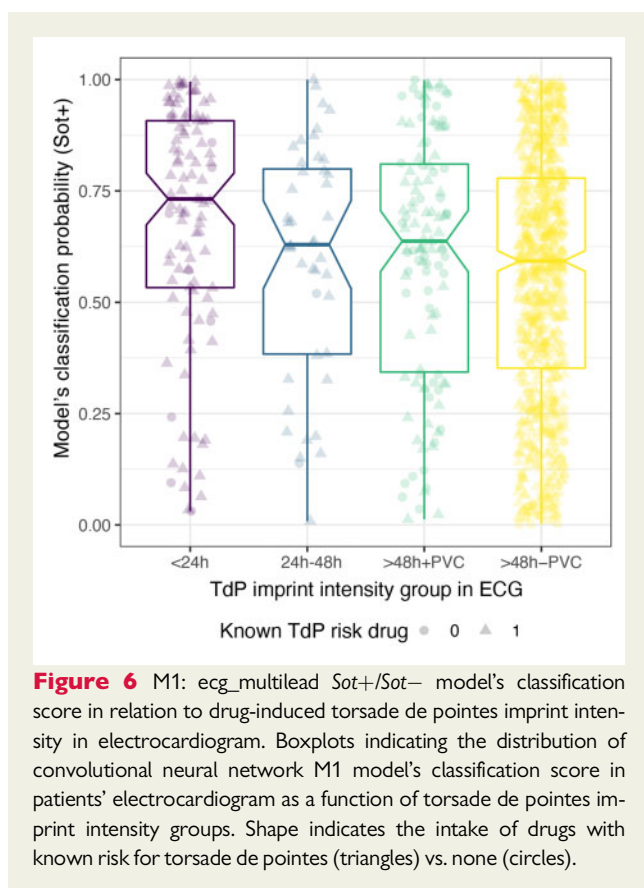 1.00
0.75
0.50
0.25
0.00
Model's classification probability (Sot+)
<24h 24h-48h >48h+PVC >48h−PVC
TdP imprint intensity group in ECG
Known TdP risk drug 0 1
Figure 6 M1: ecg_multilead Sot+/Sot− model's classification
score in relation to drug-induced torsade de pointes imprint inten-
sity in electrocardiogram. Boxplots indicating the distribution of
convolutional neural network M1 model's classification score in
patients' electrocardiogram as a function of torsade de pointes im-
print intensity groups. Shape indicates the intake of drugs with
known risk for torsade de pointes (triangles) vs. none (circles).